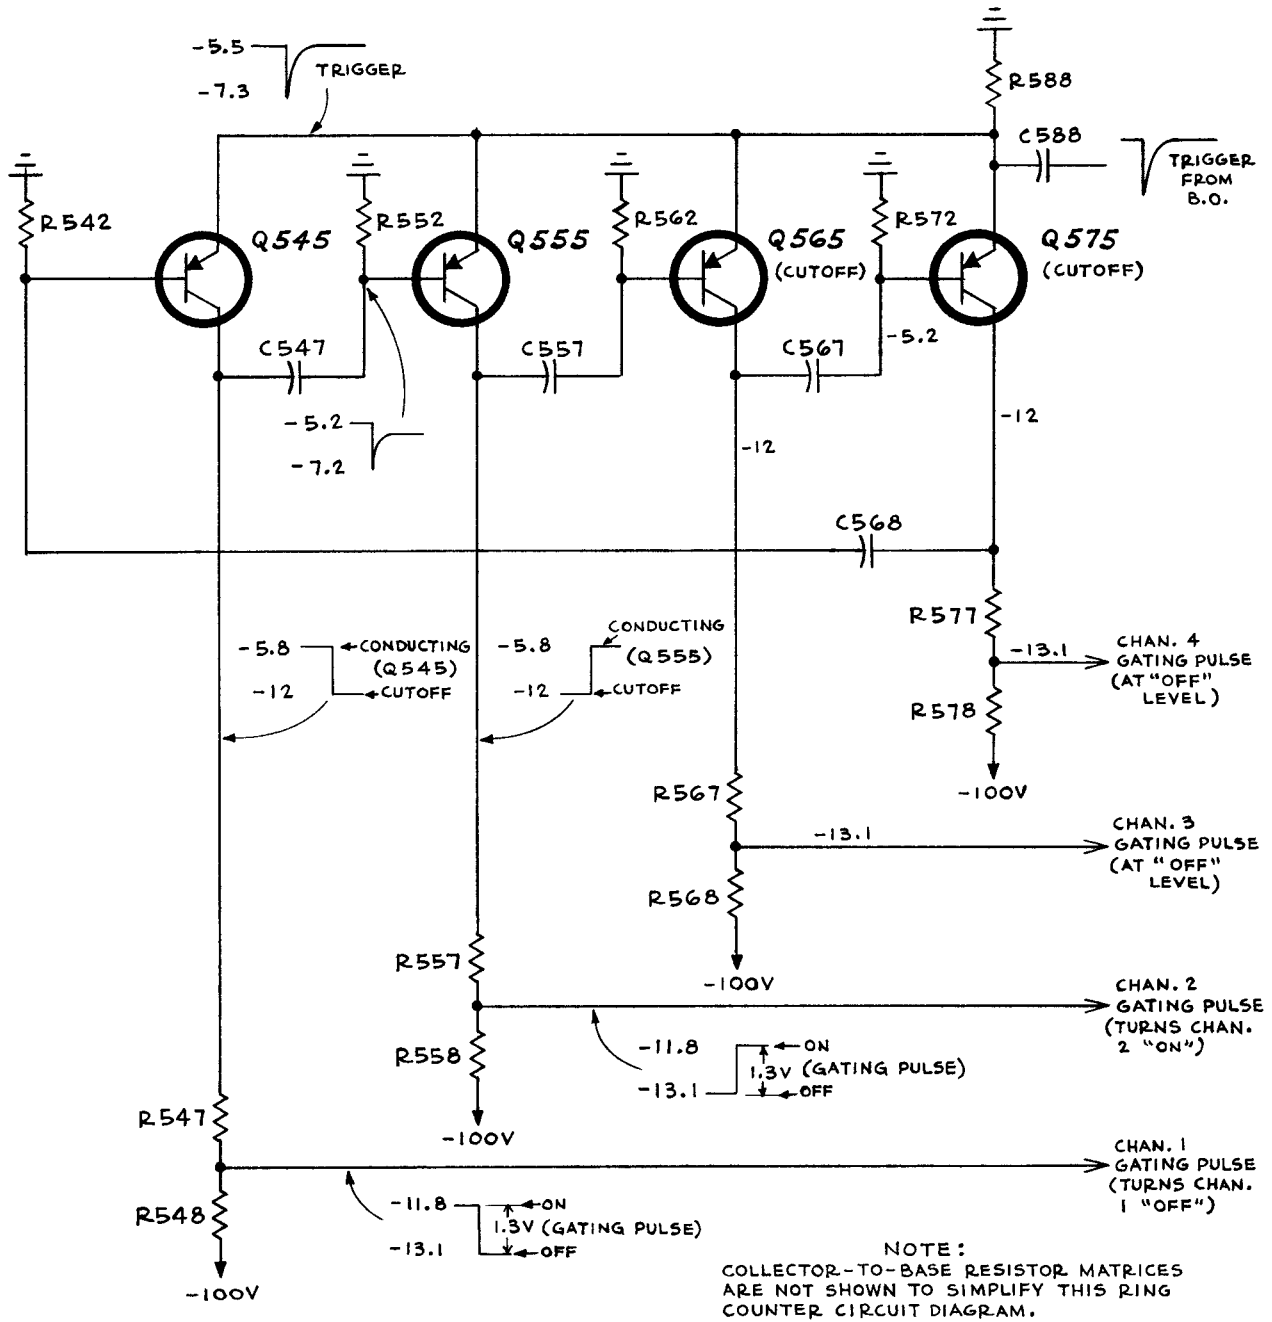 -5.5
-7.3
TRIGGER
R588
C588
TRIGGER
FROM
B.O.
R542
Q545
R552
Q555
R562
Q565
(CUTOFF)
R572
Q575
(CUTOFF)
C547
C557
C567
-5.2
-5.2
-7.2
-12
-12
C568
-5.8
CONDUCTING
(Q545)
-12
CUTOFF
-5.8
CONDUCTING
(Q555)
-12
CUTOFF
R577
-13.1
CHAN. 4
GATING PULSE
(AT "OFF"
LEVEL)
R578
-100V
R567
-13.1
CHAN. 3
GATING PULSE
(AT "OFF"
LEVEL)
R568
-100V
R557
CHAN. 2
GATING PULSE
(TURNS CHAN.
2 "ON")
R558
-11.8
ON
1.3V (GATING PULSE)
-13.1
OFF
-100V
R547
CHAN. 1
GATING PULSE
(TURNS CHAN.
1 "OFF")
R548
-11.8
ON
1.3V (GATING PULSE)
-13.1
OFF
-100V
NOTE:
COLLECTOR-TO-BASE RESISTOR MATRICES
ARE NOT SHOWN TO SIMPLIFY THIS RING
COUNTER CIRCUIT DIAGRAM.